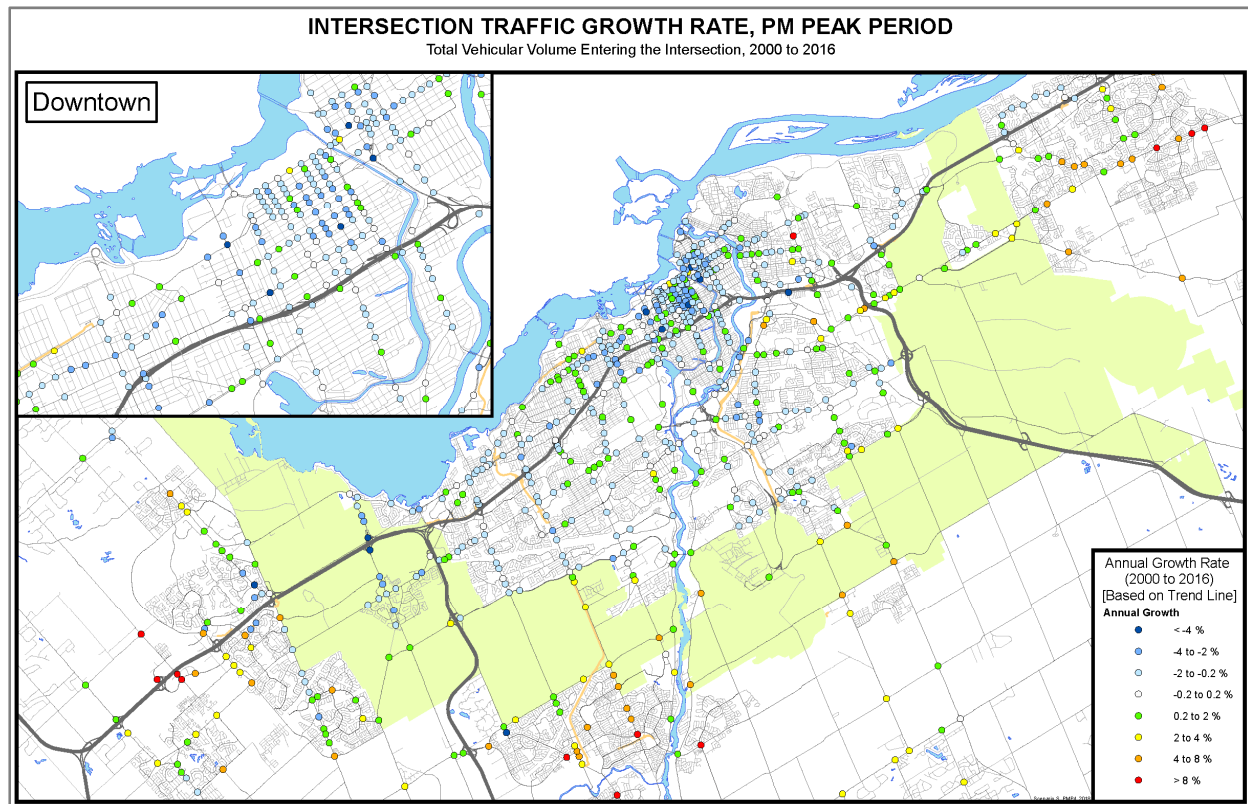 INTERSECTION TRAFFIC GROWTH RATE, PM PEAK PERIOD
Total Vehicular Volume Entering the Intersection, 2000 to 2016
Downtown
Annual Growth Rate
(2000 to 2016)
[Based on Trend Line]
Annual Growth
< -4 %
-4 to -2 %
-2 to -0.2 %
-0.2 to 0.2 %
0.2 to 2 %
2 to 4 %
4 to 8 %
> 8 %